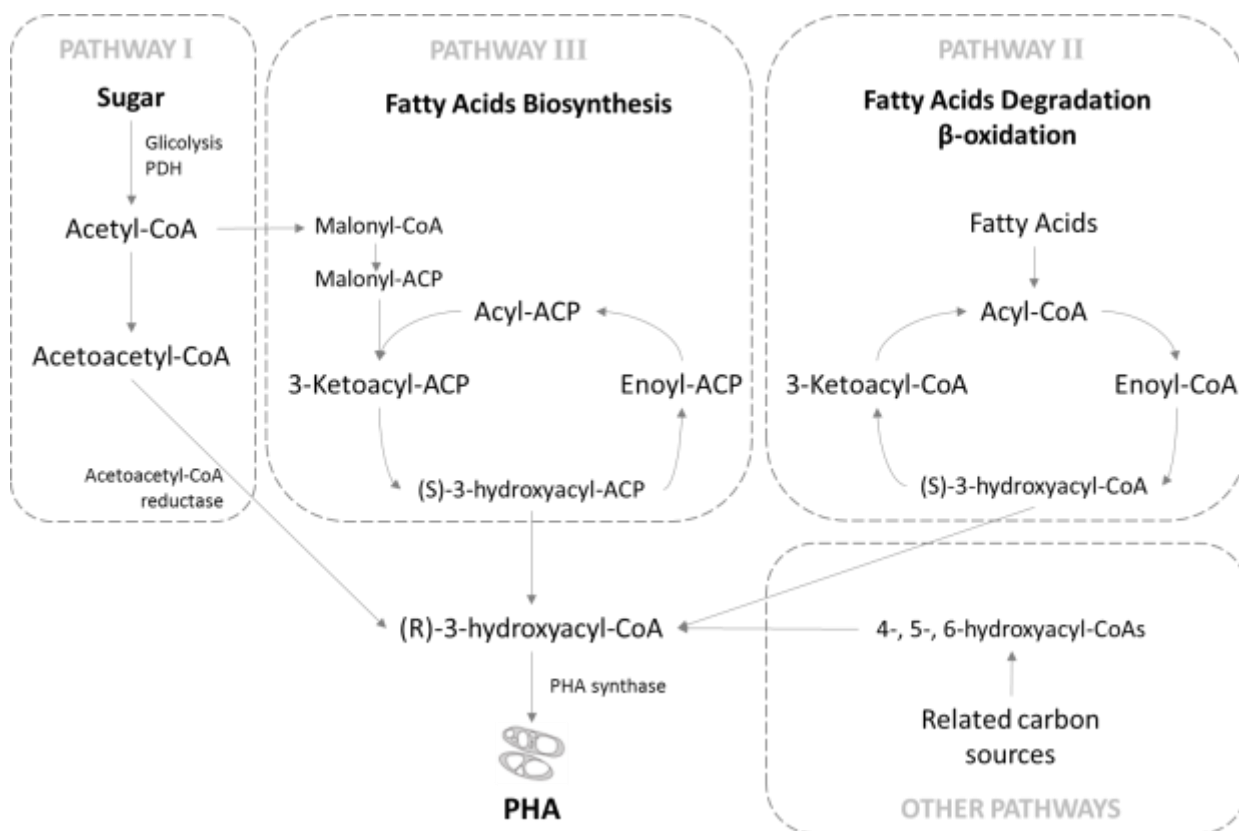 PATHWAY I
Sugar
Glicolysis
PDH
Acetyl-CoA
Acetoacetyl-CoA
Acetoacetyl-CoA
reductase
PATHWAY III
Fatty Acids Biosynthesis
Malonyl-CoA
Malonyl-ACP
Acyl-ACP
3-Ketoacyl-ACP
Enoyl-ACP
(S)-3-hydroxyacyl-ACP
PATHWAY II
Fatty Acids Degradation
β-oxidation
Fatty Acids
Acyl-CoA
3-Ketoacyl-CoA
Enoyl-CoA
(S)-3-hydroxyacyl-CoA
(R)-3-hydroxyacyl-CoA
PHA synthase
PHA
4-, 5-, 6-hydroxyacyl-CoAs
Related carbon
sources
OTHER PATHWAYS